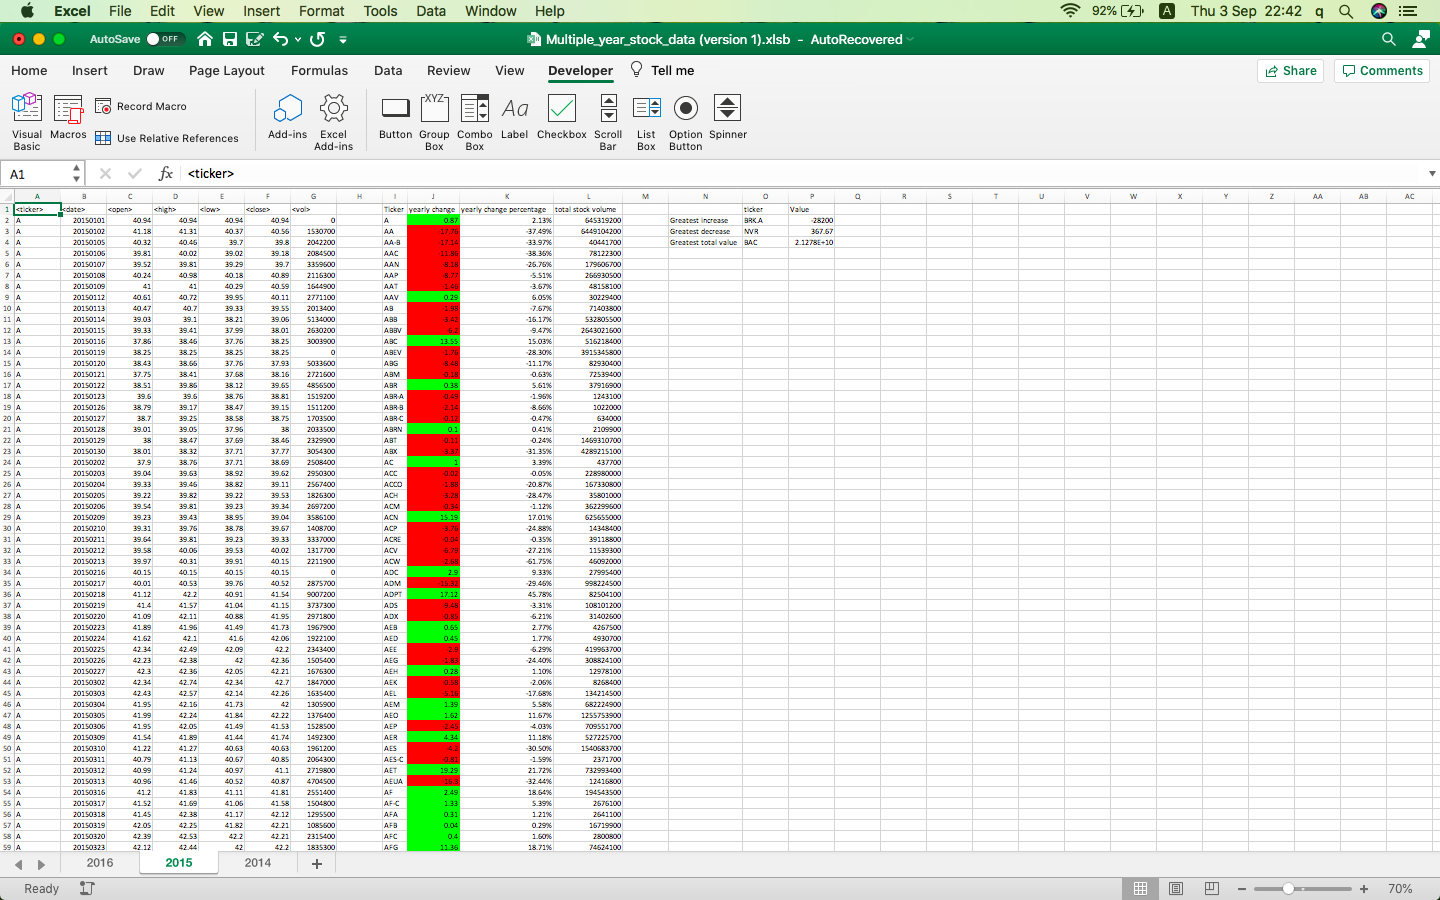 Excel File Edit View Insert Format Tools Data Window Help 92% A Thu 3 Sep 22:42 q
AutoSave OFF Multiple_year_stock_data (version 1).xlsb - AutoRecovered
Home Insert Draw Page Layout Formulas Data Review View Developer Tell me Share Comments
Visual Basic Macros Record Macro Use Relative References Add-ins Excel Add-ins Button Group Box Combo Box Label Checkbox Scroll Bar List Box Option Button Spinner
A1 fx <ticker>
A B C D E F G H I J K L M N O P Q R S T U V W X Y Z AA AB AC
1 <ticker> <date> <open> <high> <low> <close> <vol> Ticker yearly change yearly change percentage total stock volume ticker Value
2 A 20150101 40.94 40.94 40.94 40.94 0 A 0.87 2.13% 645319200 Greatest increase BRK.A -28200
3 A 20150102 41.18 41.31 40.37 40.56 1530700 AA -37.49% 6449104200 Greatest decrease NVR 367.67
4 A 20150105 40.32 40.46 39.7 39.8 2042200 AA-B -17.14 -33.97% 40441700 Greatest total value BAC 2.1278E+10
5 A 20150106 39.81 40.02 39.02 39.18 2084500 AAC -38.36% 78122300
6 A 20150107 39.52 39.81 39.29 39.7 3359600 AAN -26.76% 179606700
7 A 20150108 40.24 40.98 40.18 40.89 2116300 AAP -5.51% 266930500
8 A 20150109 41 41 40.29 40.59 1644900 AAT -3.67% 48158100
9 A 20150112 40.61 40.72 39.95 40.11 2771100 AAV 0.29 6.05% 30229400
10 A 20150113 40.47 40.7 39.33 39.55 2013400 AB -7.67% 71403800
11 A 20150114 39.03 39.1 38.21 39.06 5134000 ABB -16.17% 532805500
12 A 20150115 39.33 39.41 37.99 38.01 2630200 ABBV -6.2 -9.47% 2643021600
13 A 20150116 37.86 38.46 37.76 38.25 3003900 ABC 13.55 15.03% 516218400
14 A 20150119 38.25 38.25 38.25 38.25 0 ABEV -28.30% 3915345800
15 A 20150120 38.43 38.66 37.76 37.93 5033600 ABG -11.17% 82930400
16 A 20150121 37.75 38.41 37.68 38.16 2721600 ABM -0.63% 72539400
17 A 20150122 38.51 39.86 38.12 39.65 4856500 ABR 0.38 5.61% 37916900
18 A 20150123 39.6 39.6 38.76 38.81 1519200 ABR-A -1.96% 1243100
19 A 20150126 38.79 39.17 38.47 39.15 1511200 ABR-B -8.66% 1022000
20 A 20150127 38.7 39.25 38.58 38.75 1703500 ABR-C -0.12 -0.47% 634000
21 A 20150128 39.01 39.05 37.96 38 2033500 ABRN 0.1 0.41% 2109900
22 A 20150129 38 38.47 37.69 38.46 2329900 ABT -0.11 -0.24% 1469310700
23 A 20150130 38.01 38.32 37.71 37.77 3054300 ABX -31.35% 4289215100
24 A 20150202 37.9 38.76 37.71 38.69 2508400 AC 1 3.39% 437700
25 A 20150203 39.04 39.63 38.92 39.62 2950300 ACC -0.02 -0.05% 228980000
26 A 20150204 39.33 39.46 38.82 39.11 2567400 ACCO -20.87% 167330800
27 A 20150205 39.22 39.82 39.22 39.53 1826300 ACH -28.47% 35801000
28 A 20150206 39.54 39.81 39.23 39.34 2697200 ACM -0.34 -1.12% 362299600
29 A 20150209 39.23 39.43 38.95 39.04 3586100 ACN 15.19 17.01% 625655000
30 A 20150210 39.31 39.76 38.78 39.67 1408700 ACP -24.88% 14348400
31 A 20150211 39.64 39.81 39.23 39.33 3337000 ACRE -0.04 -0.35% 39118800
32 A 20150212 39.58 40.06 39.53 40.02 1317700 ACV -27.21% 11539300
33 A 20150213 39.97 40.31 39.91 40.15 2211900 ACW -61.75% 46092000
34 A 20150216 40.15 40.15 40.15 40.15 0 ADC 2.9 9.33% 27995400
35 A 20150217 40.01 40.53 39.76 40.52 2875700 ADM -29.46% 998224500
36 A 20150218 41.12 42.2 40.91 41.54 9007200 ADPT 17.12 45.78% 82504100
37 A 20150219 41.4 41.57 41.04 41.15 3737300 ADS -3.31% 108101200
38 A 20150220 41.09 42.11 40.88 41.95 2971800 ADX -6.21% 31402600
39 A 20150223 41.89 41.96 41.49 41.73 1967900 AEB 0.65 2.77% 4267500
40 A 20150224 41.62 42.1 41.6 42.06 1922100 AED 0.45 1.77% 4930700
41 A 20150225 42.34 42.49 42.09 42.2 2343400 AEE -6.29% 419963700
42 A 20150226 42.23 42.38 42 42.36 1505400 AEG -24.40% 308824100
43 A 20150227 42.3 42.36 42.05 42.21 1676300 AEH 0.28 1.10% 12978100
44 A 20150302 42.34 42.74 42.34 42.7 1847000 AEK -2.06% 8268400
45 A 20150303 42.43 42.57 42.14 42.26 1635400 AEL -17.68% 134214500
46 A 20150304 41.95 42.16 41.73 42 1305900 AEM 1.39 5.58% 682224900
47 A 20150305 41.99 42.24 41.84 42.22 1376400 AEO 1.62 11.67% 1255753900
48 A 20150306 41.95 42.05 41.49 41.53 1528500 AEP -4.03% 709551700
49 A 20150309 41.54 41.89 41.44 41.74 1492300 AER 4.34 11.18% 527225700
50 A 20150310 41.22 41.27 40.63 40.63 1961200 AES -4.2 -30.50% 1540683700
51 A 20150311 40.79 41.13 40.67 40.85 2064300 AES-C -1.59% 2371700
52 A 20150312 40.99 41.24 40.97 41.1 2719800 AET 19.29 21.72% 732993400
53 A 20150313 40.96 41.46 40.52 40.87 4704500 AEUA -32.44% 12416800
54 A 20150316 41.2 41.83 41.11 41.81 2551400 AF 2.49 18.64% 194543500
55 A 20150317 41.52 41.69 41.06 41.58 1504800 AF-C 1.33 5.39% 2676100
56 A 20150318 41.45 42.38 41.17 42.12 1295500 AFA 0.31 1.21% 2641100
57 A 20150319 42.05 42.25 41.82 42.21 1085600 AFB 0.04 0.29% 16719900
58 A 20150320 42.39 42.53 42.2 42.21 2315400 AFC 0.4 1.60% 2800800
59 A 20150323 42.12 42.44 42 42.2 1835300 AFG 11.36 18.71% 74624100
2016 2015 2014 +
Ready 70%